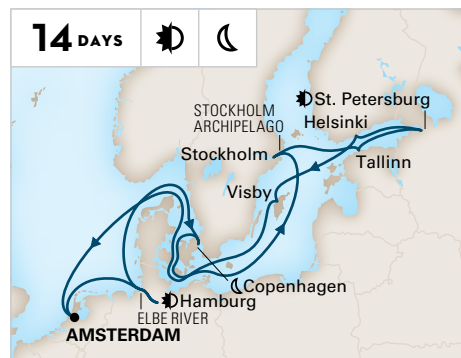 14 DAYS
St. Petersburg
STOCKHOLM
ARCHIPELAGO
Helsinki
Stockholm
Tallinn
Visby
Copenhagen
Hamburg
ELBE RIVER
AMSTERDAM